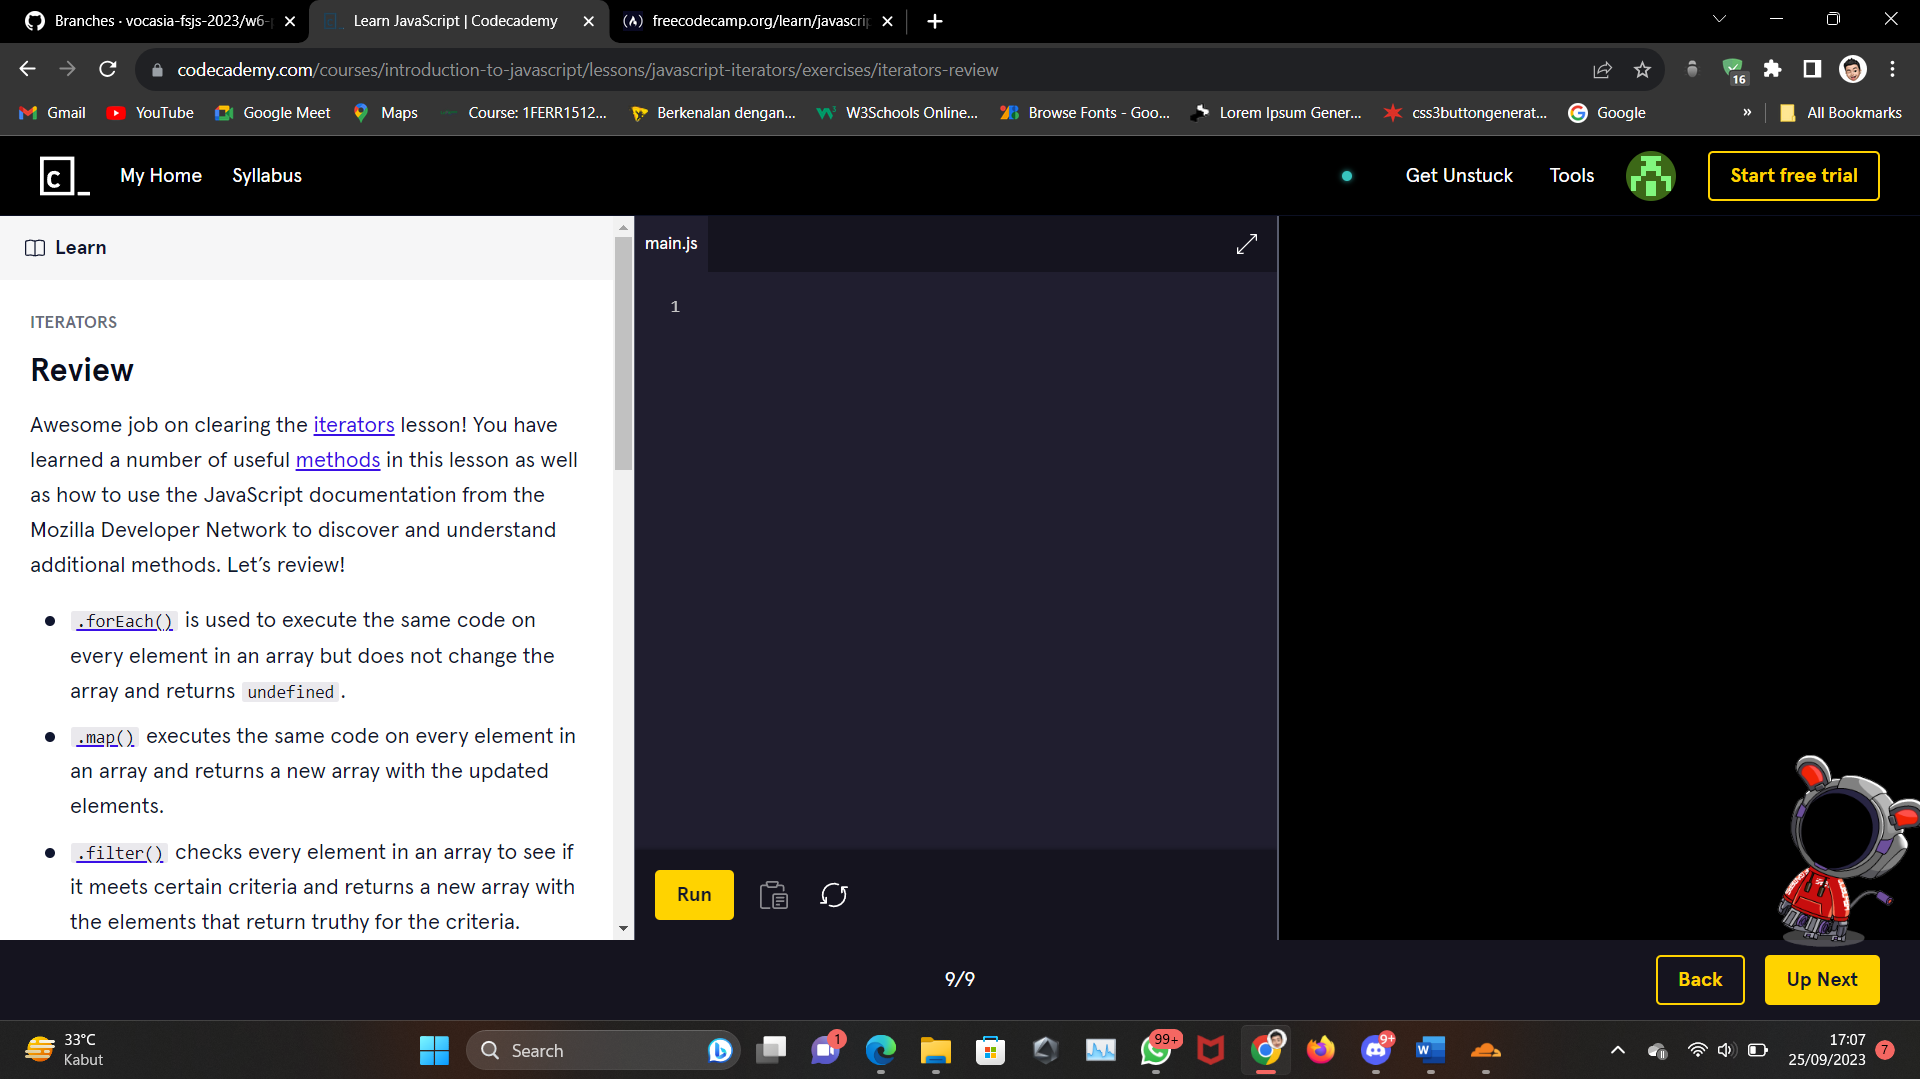 Branches · vocasia-fsjs-2023/w6-
Learn JavaScript | Codecademy
freecodecamp.org/learn/javascrip
codecademy.com/courses/introduction-to-javascript/lessons/javascript-iterators/exercises/iterators-review
16
Gmail
YouTube
Google Meet
Maps
Course: 1FERR1512...
Berkenalan dengan...
W3Schools Online...
Browse Fonts - Goo...
Lorem Ipsum Gener...
css3buttongenerat...
Google
»
All Bookmarks
c
My Home
Syllabus
Get Unstuck
Tools
Start free trial
Learn
main.js
1
ITERATORS
Review
Awesome job on clearing the iterators lesson! You have
learned a number of useful methods in this lesson as well
as how to use the JavaScript documentation from the
Mozilla Developer Network to discover and understand
additional methods. Let’s review!
.forEach() is used to execute the same code on
every element in an array but does not change the
array and returns undefined.
.map() executes the same code on every element in
an array and returns a new array with the updated
elements.
.filter() checks every element in an array to see if
it meets certain criteria and returns a new array with
the elements that return truthy for the criteria.
Run
9/9
Back
Up Next
33°C
Kabut
Search
1
99+
9+
17:07
25/09/2023
7